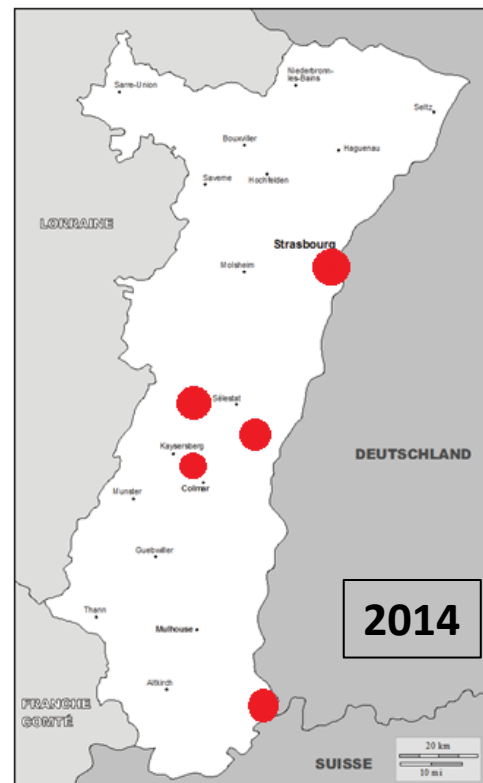 Niederbronn-
les-Bains
Sarre-Union
Seltz
Bouxviller
Haguenau
Saverne
Hochfelden
LORRAINE
Strasbourg
Molsheim
Sélestat
Kaysersberg
DEUTSCHLAND
Colmar
Munster
Guebwiller
2014
Thann
Mulhouse
Altkirch
FRANCHE
COMTÉ
SUISSE
20 km
10 mi